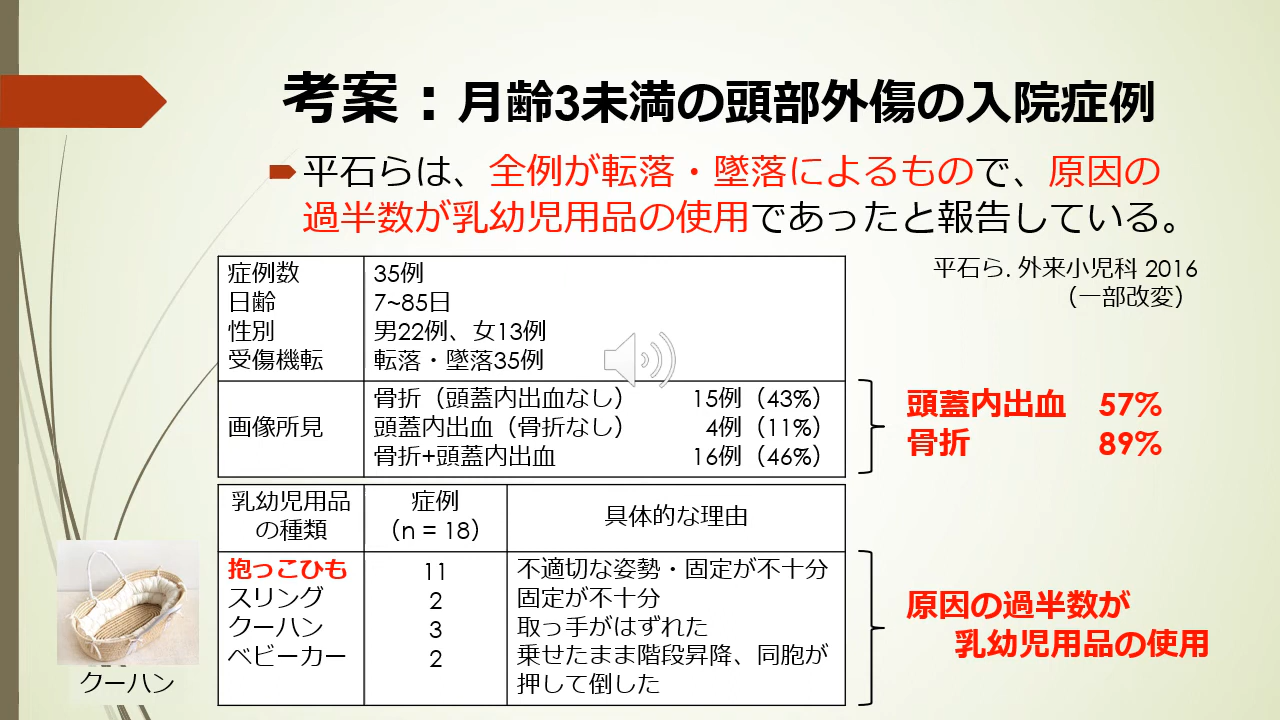 考案：月齢3未満の頭部外傷の入院症例
平石らは、全例が転落・墜落によるもので、原因の
過半数が乳幼児用品の使用であったと報告している。
平石ら. 外来小児科 2016
（一部改変）
症例数 35例
日齢 7~85日
性別 男22例、女13例
受傷機転 転落・墜落35例
画像所見
骨折（頭蓋内出血なし） 15例（43%）
頭蓋内出血（骨折なし） 4例（11%）
骨折+頭蓋内出血 16例（46%）
頭蓋内出血 57%
骨折 89%
乳幼児用品
の種類
症例
（n = 18）
具体的な理由
抱っこひも 11 不適切な姿勢・固定が不十分
スリング 2 固定が不十分
クーハン 3 取っ手がはずれた
ベビーカー 2 乗せたまま階段昇降、同胞が
押して倒した
原因の過半数が
乳幼児用品の使用
クーハン